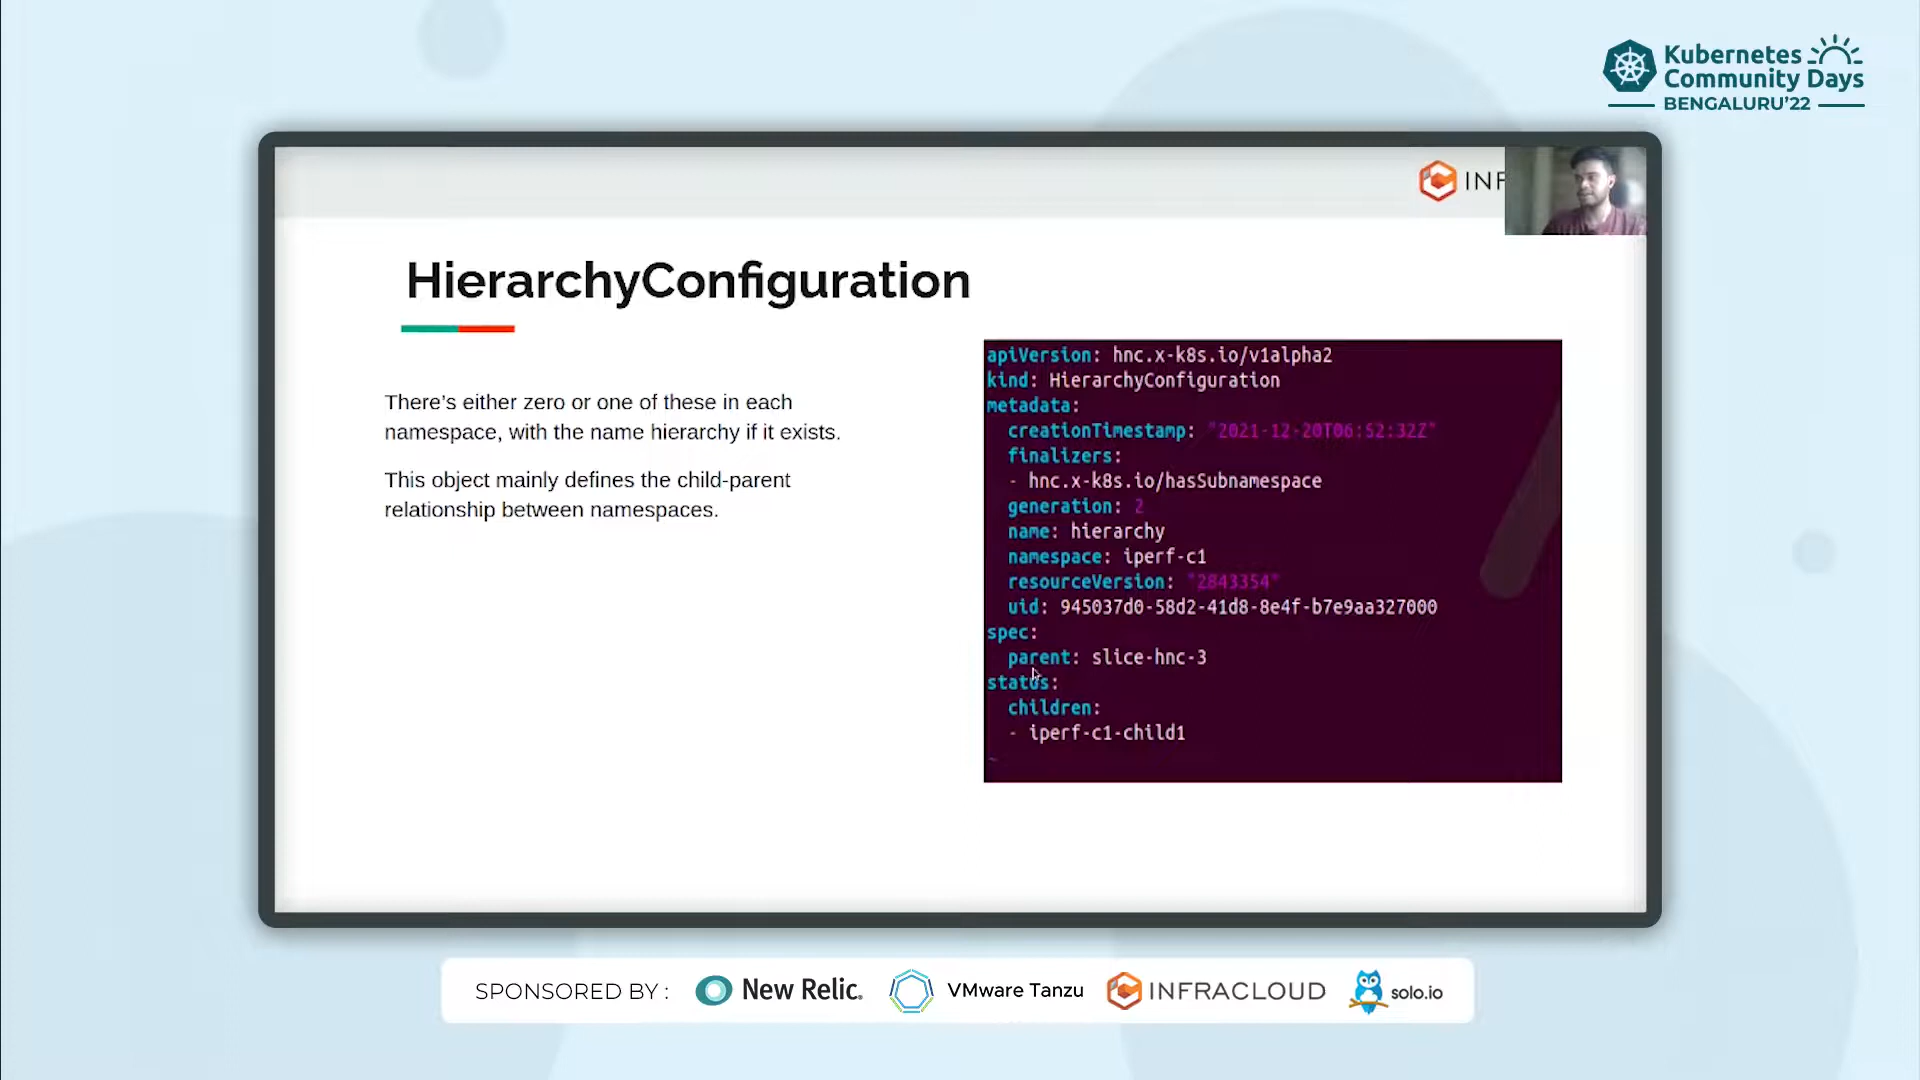 Kubernetes
Community Days
BENGALURU'22
INF
HierarchyConfiguration
There's either zero or one of these in each
namespace, with the name hierarchy if it exists.
This object mainly defines the child-parent
relationship between namespaces.
apiVersion: hnc.x-k8s.io/v1alpha2
kind: HierarchyConfiguration
metadata:
  creationTimestamp: "2021-12-20T06:52:32Z"
  finalizers:
  - hnc.x-k8s.io/hasSubnamespace
  generation: 2
  name: hierarchy
  namespace: iperf-c1
  resourceVersion: "2843354"
  uid: 945037d0-58d2-41d8-8e4f-b7e9aa327000
spec:
  parent: slice-hnc-3
status:
  children:
  - iperf-c1-child1
~
SPONSORED BY : New Relic. VMware Tanzu INFRACLOUD solo.io